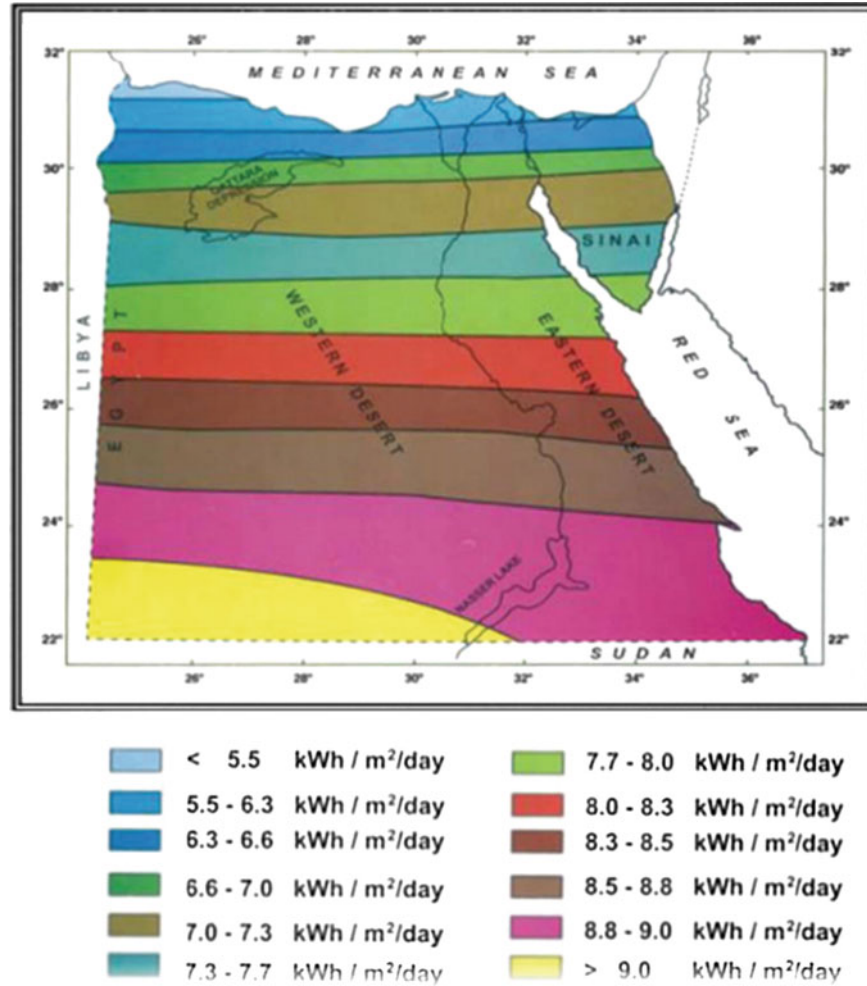 26° 28° 30° 32° 34° 36°
32° 32°
MEDITERRANEAN SEA
30° 30°
QATTARA
DEPRESSION
SINAI
28° 28°
LIBYA
EGYPT
WESTERN DESERT
EASTERN DESERT
RED SEA
26° 26°
24° 24°
NASSER LAKE
22° 22°
SUDAN
26° 28° 30° 32° 34° 36°
< 5.5 kWh / m²/day
5.5 - 6.3 kWh / m²/day
6.3 - 6.6 kWh / m²/day
6.6 - 7.0 kWh / m²/day
7.0 - 7.3 kWh / m²/day
7.3 - 7.7 kWh / m²/day
7.7 - 8.0 kWh / m²/day
8.0 - 8.3 kWh / m²/day
8.3 - 8.5 kWh / m²/day
8.5 - 8.8 kWh / m²/day
8.8 - 9.0 kWh / m²/day
> 9.0 kWh / m²/day